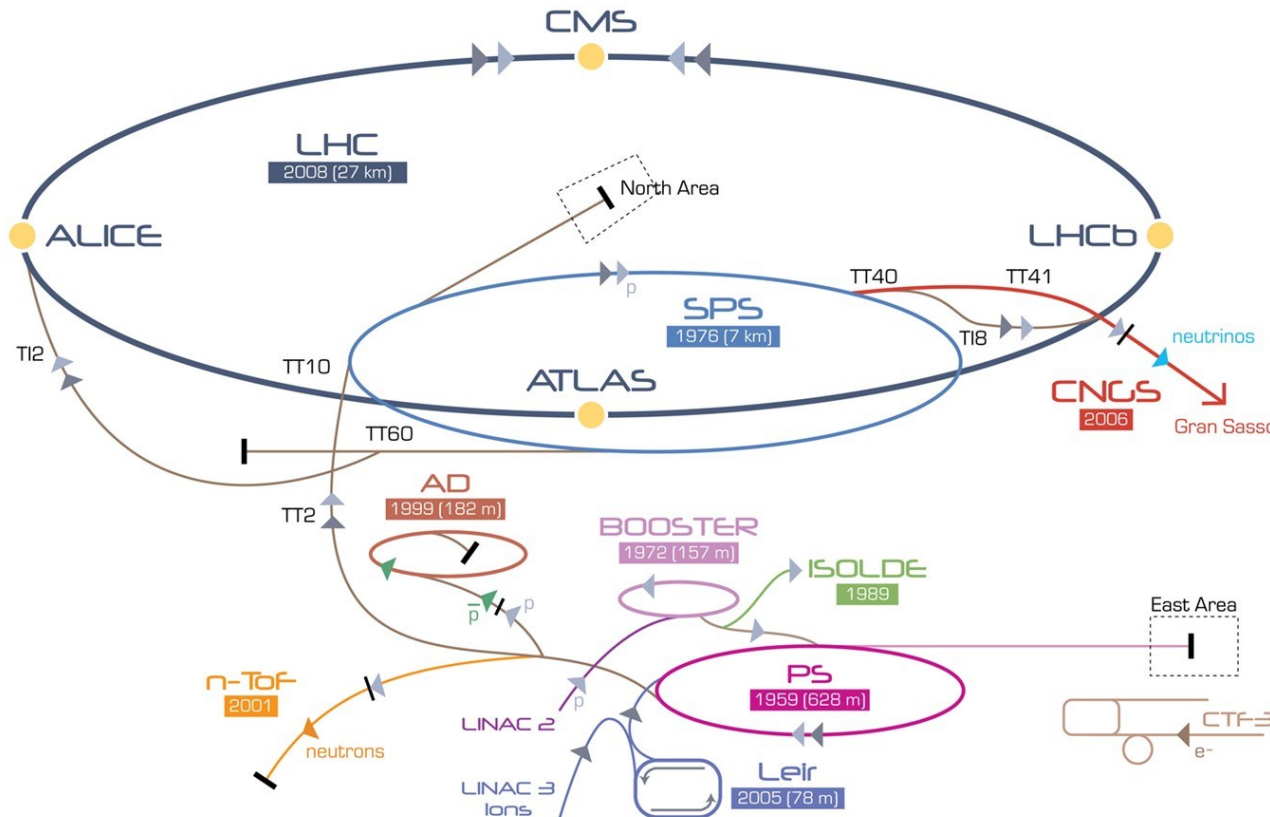 CMS
LHC
2008 (27 km)
North Area
ALICE
LHCb
TT40
TT41
p
SPS
1976 (7 km)
TI8
neutrinos
TI2
TT10
ATLAS
CNGS
2006
Gran Sasso
TT60
AD
1999 (182 m)
TT2
BOOSTER
1972 (157 m)
ISOLDE
1989
p̅
p
East Area
n-ToF
2001
PS
1959 (628 m)
p
LINAC 2
neutrons
CTF-3
e-
LINAC 3
Ions
Leir
2005 (78 m)